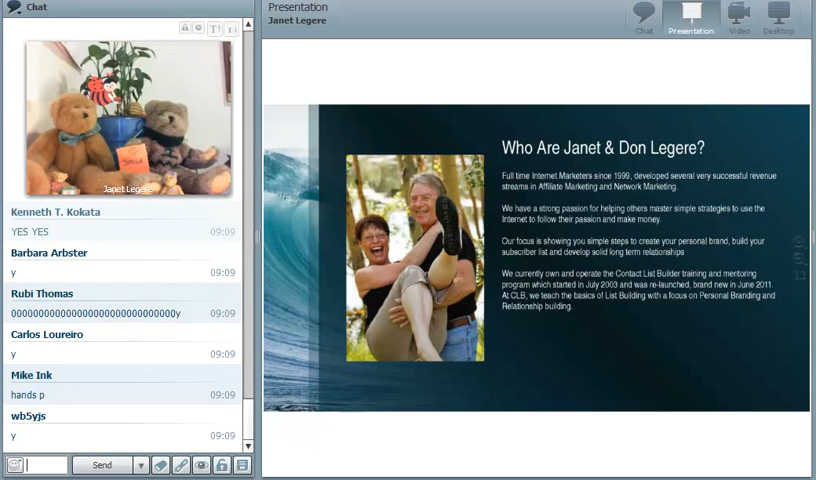 Chat
Smile
Janet Legere
Kenneth T. Kokata
YES YES 09:09
Barbara Arbster
y 09:09
Rubi Thomas
00000000000000000000000000000y 09:09
Carlos Loureiro
y 09:09
Mike Ink
hands p 09:09
wb5yjs
y 09:09
Send
Presentation
Janet Legere
Chat Presentation Video Desktop
Who Are Janet & Don Legere?
Full time Internet Marketers since 1999, developed several very successful revenue
streams in Affiliate Marketing and Network Marketing.
We have a strong passion for helping others master simple strategies to use the
Internet to follow their passion and make money.
Our focus is showing you simple steps to create your personal brand, build your
subscriber list and develop solid long term relationships
We currently own and operate the Contact List Builder training and mentoring
program which started in July 2003 and was re-launched, brand new in June 2011.
At CLB, we teach the basics of List Building with a focus on Personal Branding and
Relationship building.